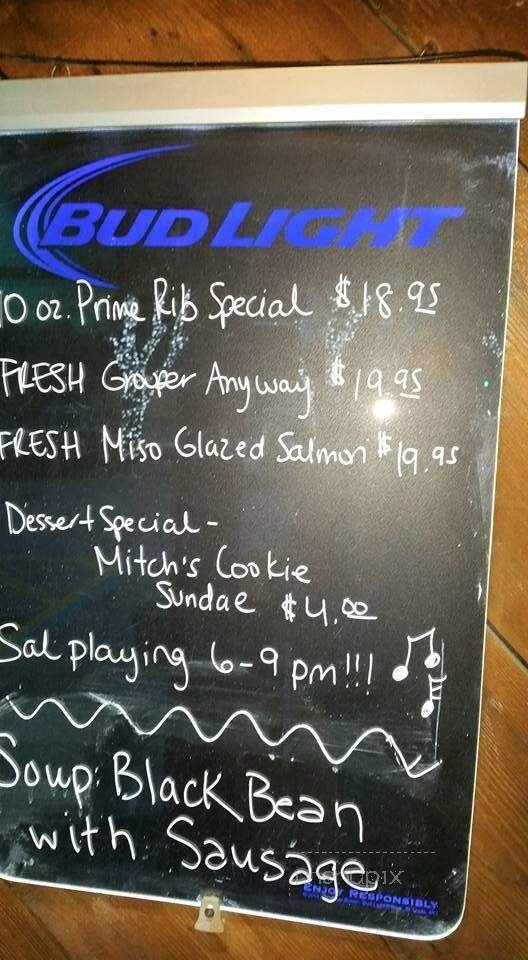 BUD LIGHT
10 oz. Prime Rib Special $18.95
FRESH Grouper Anyway $19.95
FRESH Miso Glazed Salmon $19.95
Dessert Special -
Mitch's Cookie
Sundae $4.00
Sal playing 6-9 pm!!!
Soup: Black Bean
with Sausage
menupix
ENJOY RESPONSIBLY